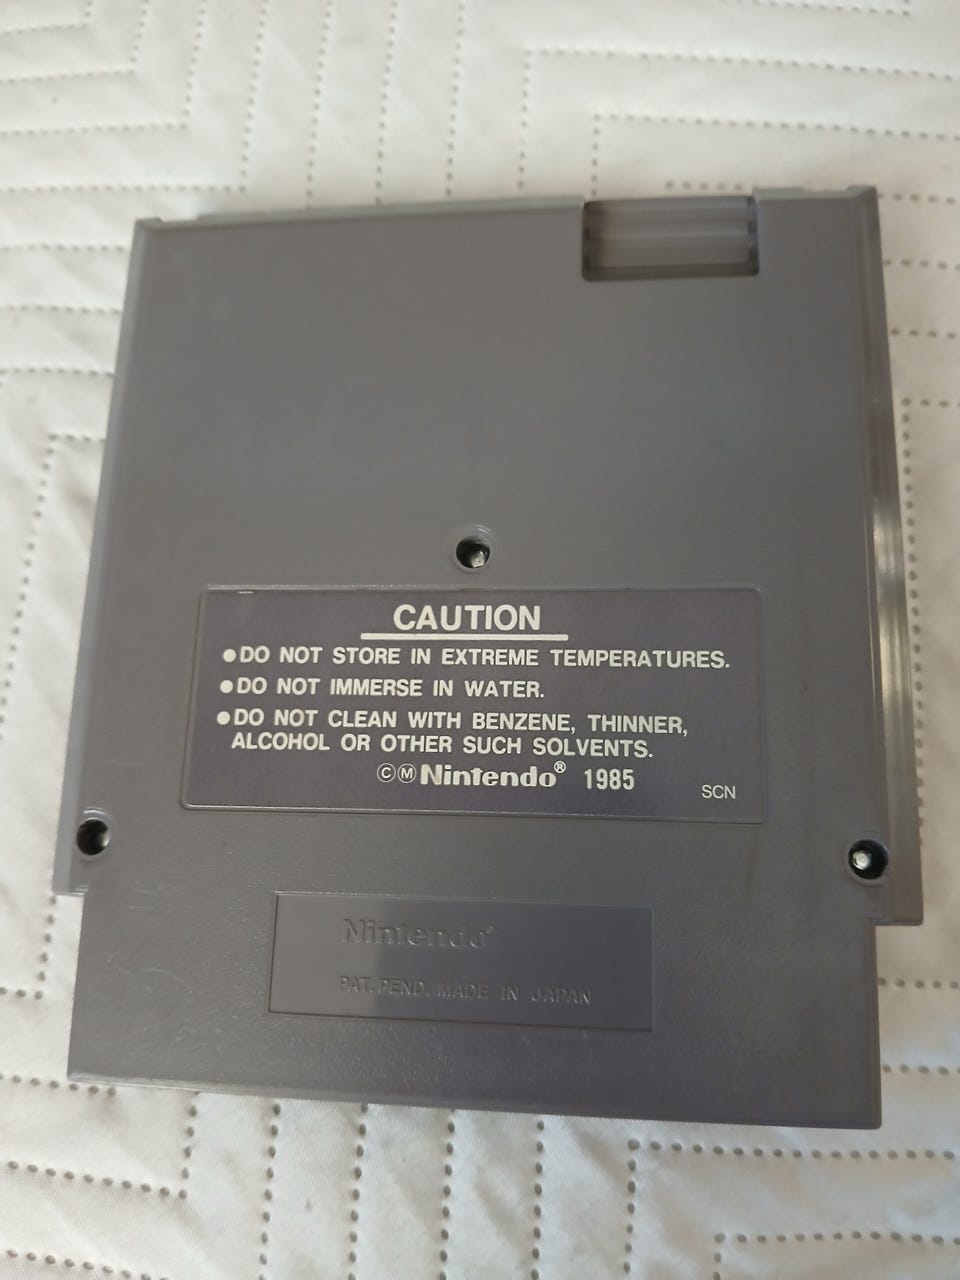 CAUTION
●DO NOT STORE IN EXTREME TEMPERATURES.
●DO NOT IMMERSE IN WATER.
●DO NOT CLEAN WITH BENZENE, THINNER,
ALCOHOL OR OTHER SUCH SOLVENTS.
ⒸⓂNintendo® 1985
SCN
Nintendo®
PAT. PEND. MADE IN JAPAN